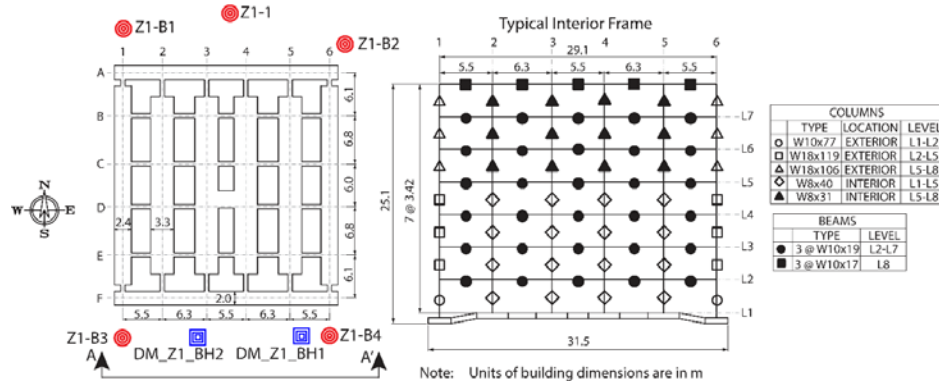 Z1-1
Z1-B1
Z1-B2
1 2 3 4 5 6
A
B
C
D
E
F
6.1
6.8
6.0
6.8
6.1
2.4
3.3
2.0
5.5 6.3 5.5 6.3 5.5
N
W E
S
Z1-B3
Z1-B4
DM_Z1_BH2
DM_Z1_BH1
A
A'
Typical Interior Frame
1 2 3 4 5 6
29.1
5.5 6.3 5.5 6.3 5.5
25.1
7 @ 3.42
L7
L6
L5
L4
L3
L2
L1
31.5
Note: Units of building dimensions are in m
COLUMNS
TYPE LOCATION LEVEL
W10x77 EXTERIOR L1-L2
W18x119 EXTERIOR L2-L5
W18x106 EXTERIOR L5-L8
W8x40 INTERIOR L1-L5
W8x31 INTERIOR L5-L8
BEAMS
TYPE LEVEL
3 @ W10x19 L2-L7
3 @ W10x17 L8